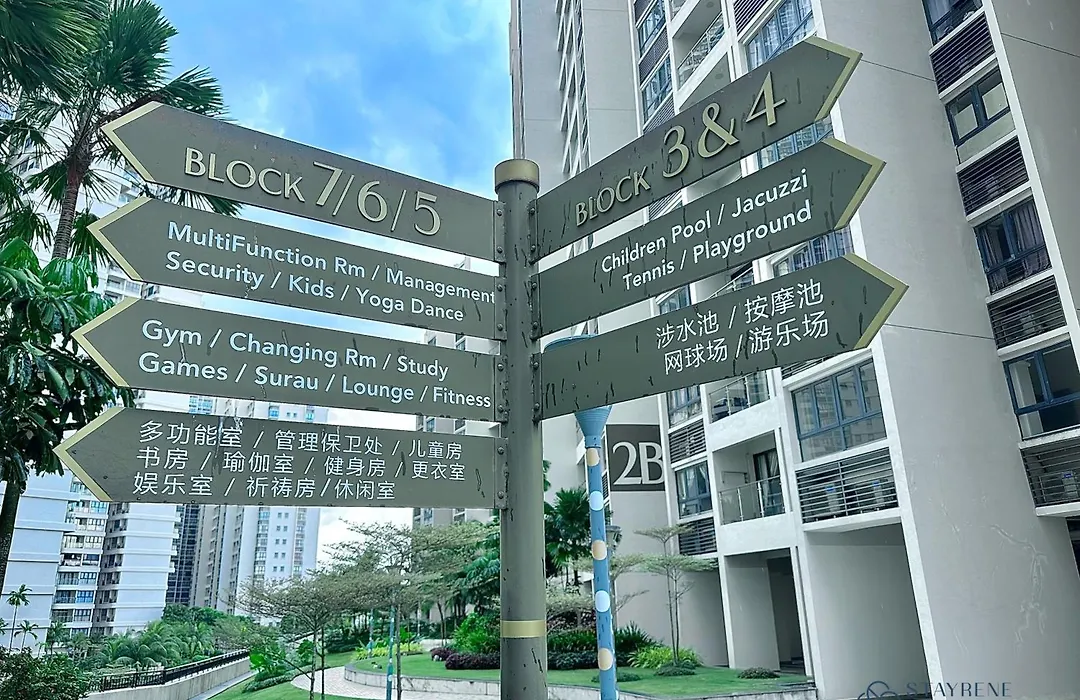 BLOCK 7/6/5
MultiFunction Rm / Management
Security / Kids / Yoga Dance
Gym / Changing Rm / Study
Games / Surau / Lounge / Fitness
多功能室 / 管理保卫处 / 儿童房
书房 / 瑜伽室 / 健身房 / 更衣室
娱乐室 / 祈祷房 / 休闲室
BLOCK 3&4
Children Pool / Jacuzzi
Tennis / Playground
涉水池 / 按摩池
网球场 / 游乐场
2B
STAYRENE